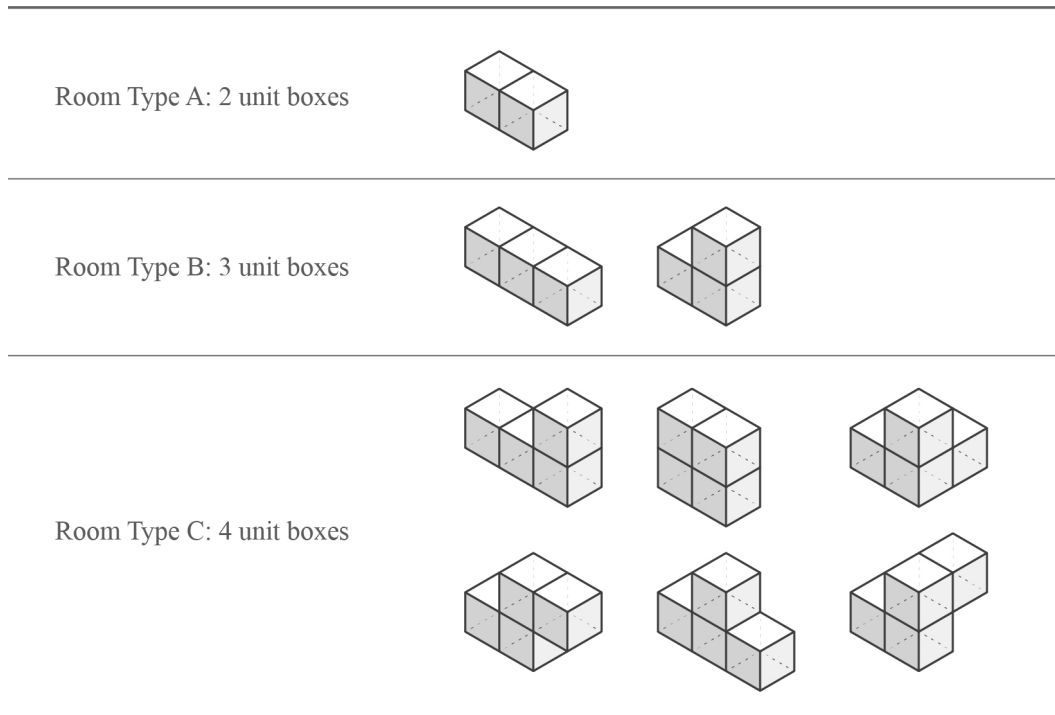 Room Type A: 2 unit boxes
Room Type B: 3 unit boxes
Room Type C: 4 unit boxes